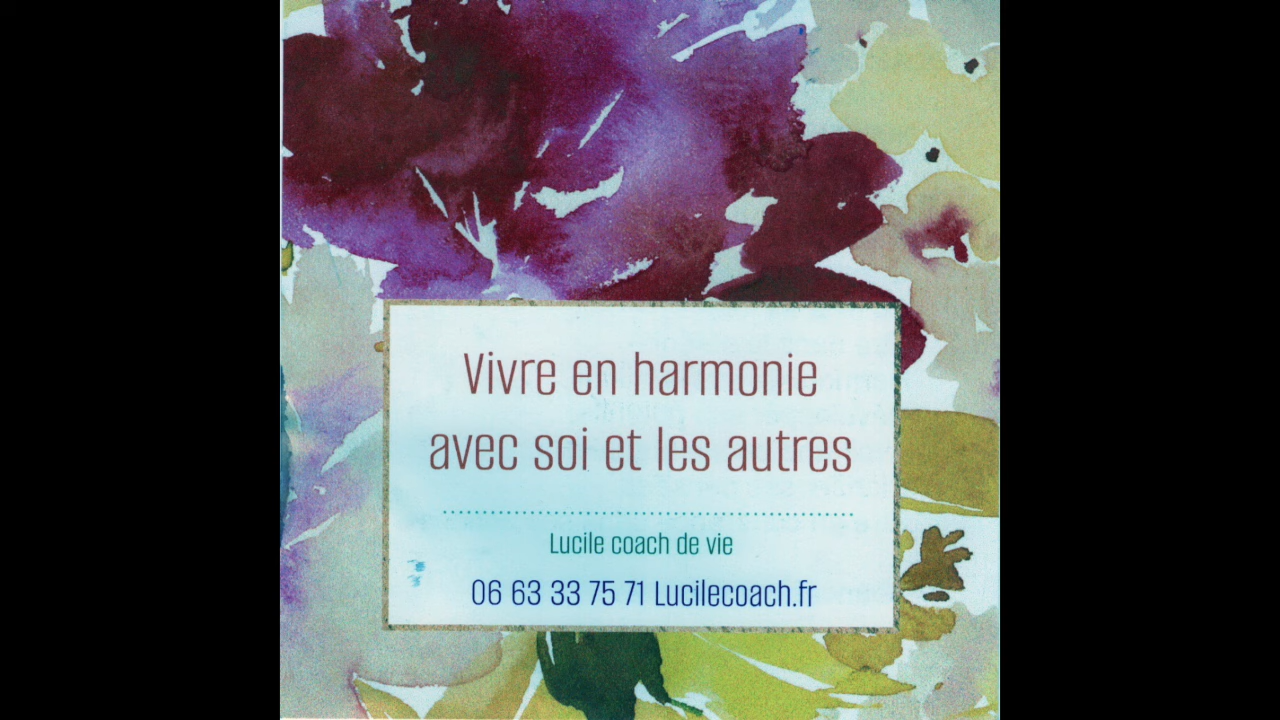 Vivre en harmonie
avec soi et les autres
Lucile coach de vie
06 63 33 75 71 Lucilecoach.fr